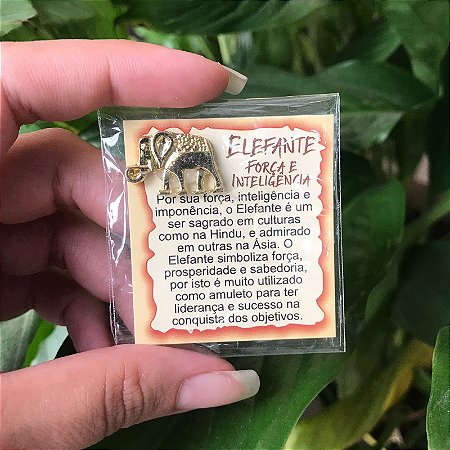 ELEFANTE
FORÇA E
INTELIGÊNCIA
Por sua força, inteligência e
imponência, o Elefante é um
ser sagrado em culturas
como na Hindu, e admirado
em outras na Ásia. O
Elefante simboliza força,
prosperidade e sabedoria,
por isto é muito utilizado
como amuleto para ter
liderança e sucesso na
conquista dos objetivos.